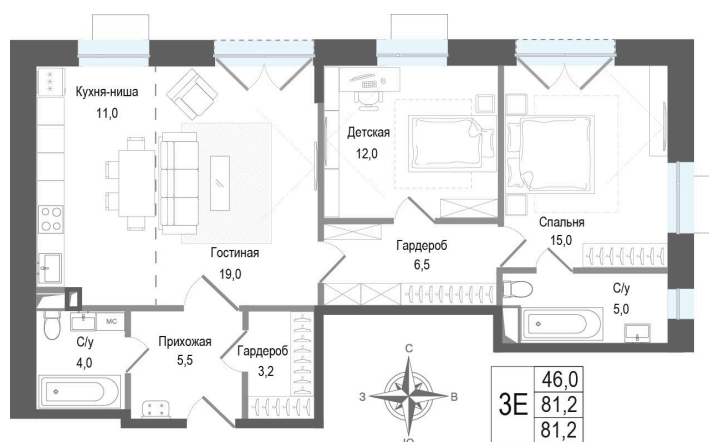 Кухня-ниша
11,0
Детская
12,0
Гостиная
19,0
Гардероб
6,5
Спальня
15,0
С/у
5,0
С/у
4,0
МС
Прихожая
5,5
Гардероб
3,2
С
З
В
Ю
3Е
46,0
81,2
81,2